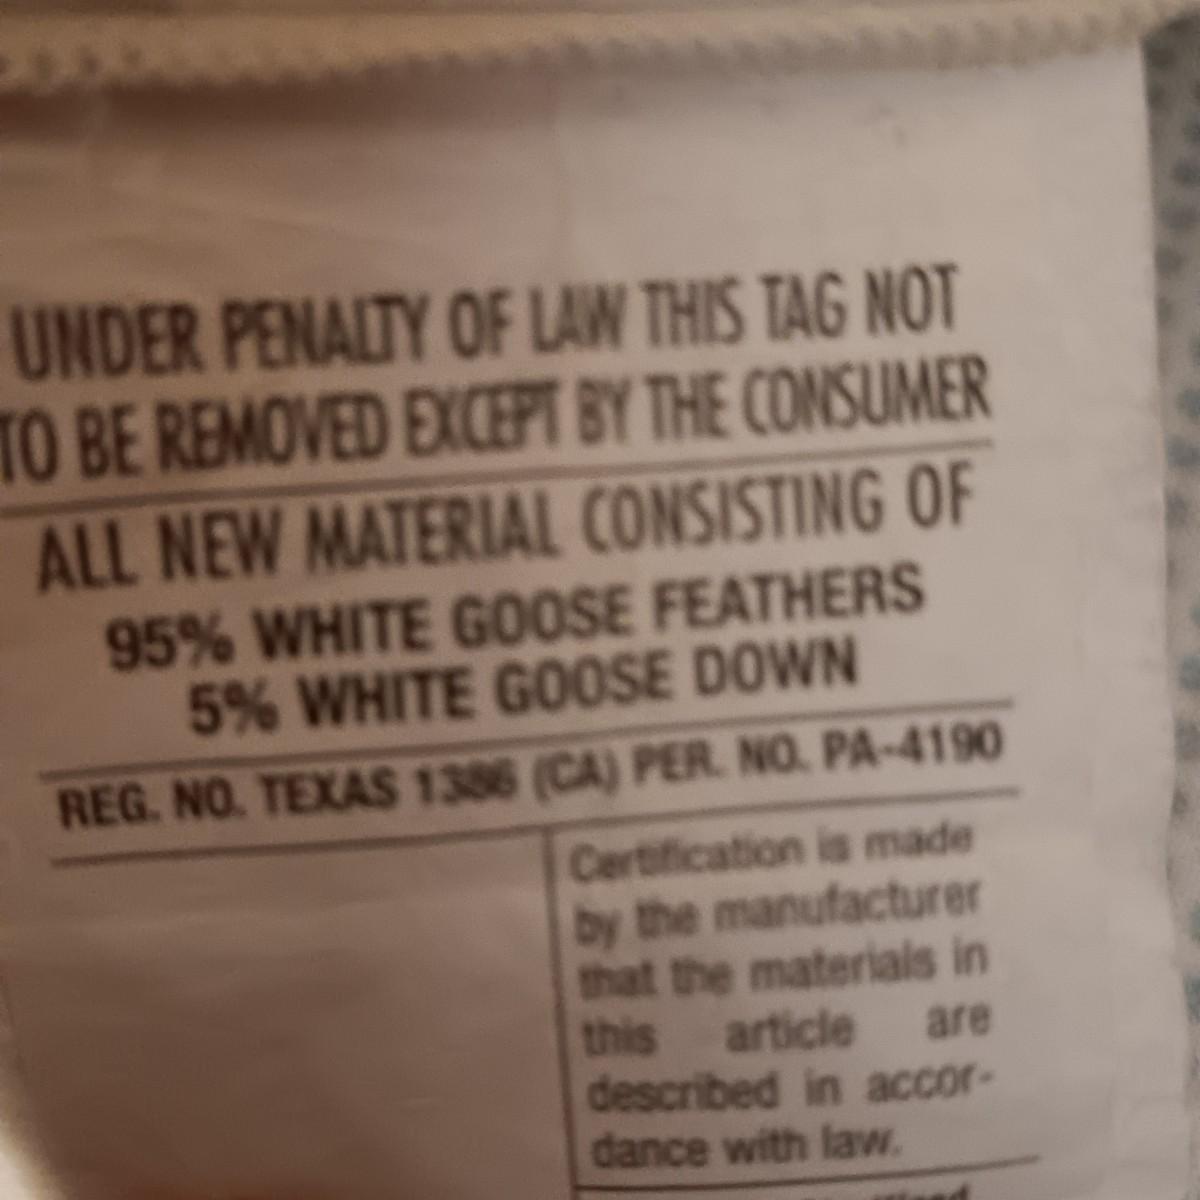 UNDER PENALTY OF LAW THIS TAG NOT
TO BE REMOVED EXCEPT BY THE CONSUMER
ALL NEW MATERIAL CONSISTING OF
95% WHITE GOOSE FEATHERS
5% WHITE GOOSE DOWN
REG. NO. TEXAS 1386 (CA) PER. NO. PA-4190
Certification is made
by the manufacturer
that the materials in
this article are
described in accor-
dance with law.